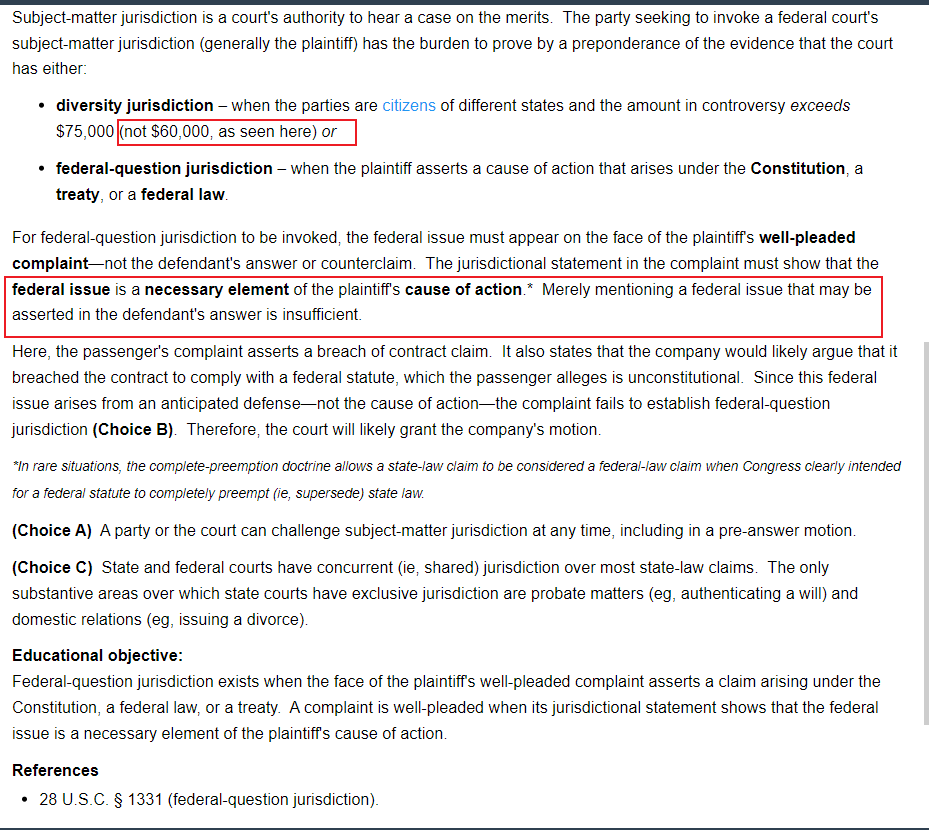 Subject-matter jurisdiction is a court's authority to hear a case on the merits.  The party seeking to invoke a federal court's
subject-matter jurisdiction (generally the plaintiff) has the burden to prove by a preponderance of the evidence that the court
has either:
• diversity jurisdiction – when the parties are citizens of different states and the amount in controversy exceeds
$75,000 (not $60,000, as seen here) or
• federal-question jurisdiction – when the plaintiff asserts a cause of action that arises under the Constitution, a
treaty, or a federal law.
For federal-question jurisdiction to be invoked, the federal issue must appear on the face of the plaintiff's well-pleaded
complaint—not the defendant's answer or counterclaim.  The jurisdictional statement in the complaint must show that the
federal issue is a necessary element of the plaintiff's cause of action.*  Merely mentioning a federal issue that may be
asserted in the defendant's answer is insufficient.
Here, the passenger's complaint asserts a breach of contract claim.  It also states that the company would likely argue that it
breached the contract to comply with a federal statute, which the passenger alleges is unconstitutional.  Since this federal
issue arises from an anticipated defense—not the cause of action—the complaint fails to establish federal-question
jurisdiction (Choice B).  Therefore, the court will likely grant the company's motion.
*In rare situations, the complete-preemption doctrine allows a state-law claim to be considered a federal-law claim when Congress clearly intended
for a federal statute to completely preempt (ie, supersede) state law.
(Choice A)  A party or the court can challenge subject-matter jurisdiction at any time, including in a pre-answer motion.
(Choice C)  State and federal courts have concurrent (ie, shared) jurisdiction over most state-law claims.  The only
substantive areas over which state courts have exclusive jurisdiction are probate matters (eg, authenticating a will) and
domestic relations (eg, issuing a divorce).
Educational objective:
Federal-question jurisdiction exists when the face of the plaintiff's well-pleaded complaint asserts a claim arising under the
Constitution, a federal law, or a treaty.  A complaint is well-pleaded when its jurisdictional statement shows that the federal
issue is a necessary element of the plaintiff's cause of action.
References
• 28 U.S.C. § 1331 (federal-question jurisdiction).